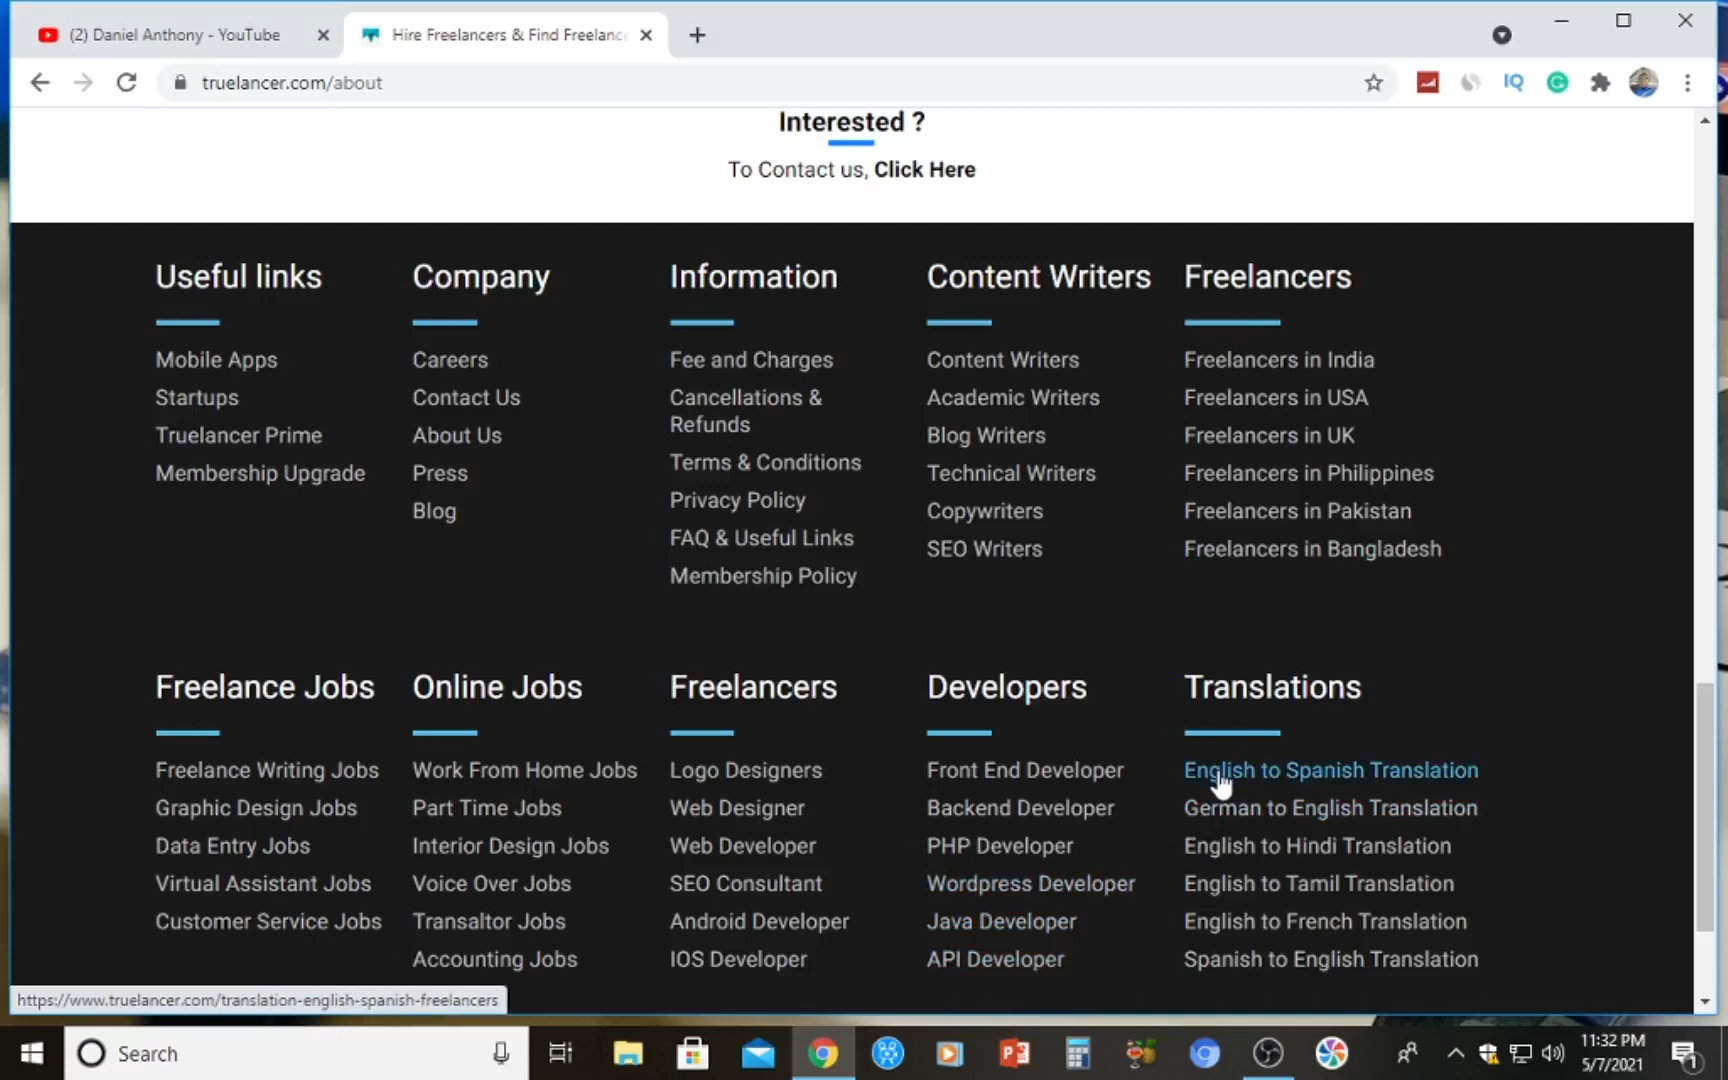 (2) Daniel Anthony - YouTube
Hire Freelancers & Find Freelanc
truelancer.com/about
IQ
Interested ?
To Contact us, Click Here
Useful links
Mobile Apps
Startups
Truelancer Prime
Membership Upgrade
Company
Careers
Contact Us
About Us
Press
Blog
Information
Fee and Charges
Cancellations &
Refunds
Terms & Conditions
Privacy Policy
FAQ & Useful Links
Membership Policy
Content Writers
Content Writers
Academic Writers
Blog Writers
Technical Writers
Copywriters
SEO Writers
Freelancers
Freelancers in India
Freelancers in USA
Freelancers in UK
Freelancers in Philippines
Freelancers in Pakistan
Freelancers in Bangladesh
Freelance Jobs
Freelance Writing Jobs
Graphic Design Jobs
Data Entry Jobs
Virtual Assistant Jobs
Customer Service Jobs
Online Jobs
Work From Home Jobs
Part Time Jobs
Interior Design Jobs
Voice Over Jobs
Transaltor Jobs
Accounting Jobs
Freelancers
Logo Designers
Web Designer
Web Developer
SEO Consultant
Android Developer
IOS Developer
Developers
Front End Developer
Backend Developer
PHP Developer
Wordpress Developer
Java Developer
API Developer
Translations
English to Spanish Translation
German to English Translation
English to Hindi Translation
English to Tamil Translation
English to French Translation
Spanish to English Translation
https://www.truelancer.com/translation-english-spanish-freelancers
Search
11:32 PM
5/7/2021
1